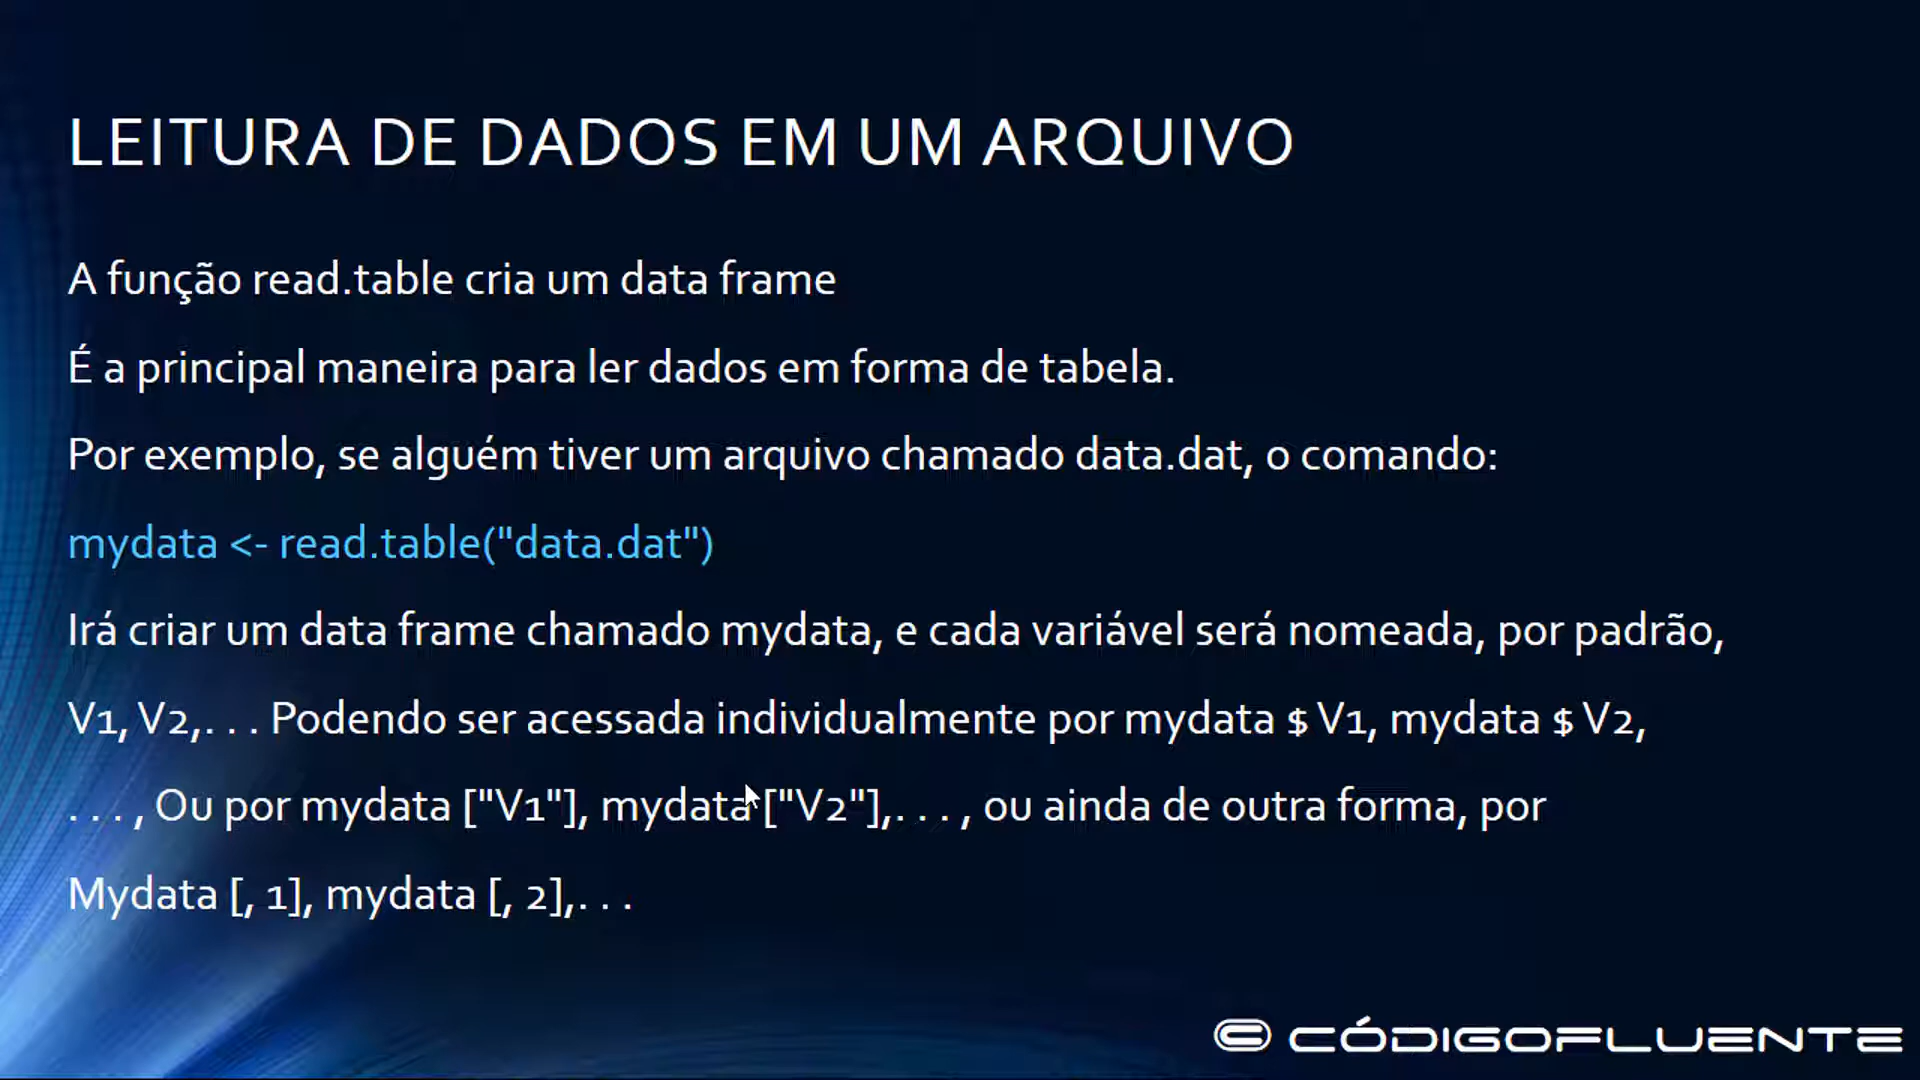 LEITURA DE DADOS EM UM ARQUIVO
A função read.table cria um data frame
É a principal maneira para ler dados em forma de tabela.
Por exemplo, se alguém tiver um arquivo chamado data.dat, o comando:
mydata <- read.table("data.dat")
Irá criar um data frame chamado mydata, e cada variável será nomeada, por padrão,
V1, V2,. . . Podendo ser acessada individualmente por mydata $ V1, mydata $ V2,
. . . , Ou por mydata ["V1"], mydata ["V2"],. . . , ou ainda de outra forma, por
Mydata [, 1], mydata [, 2],. . .
CÓDIGOFLUENTE